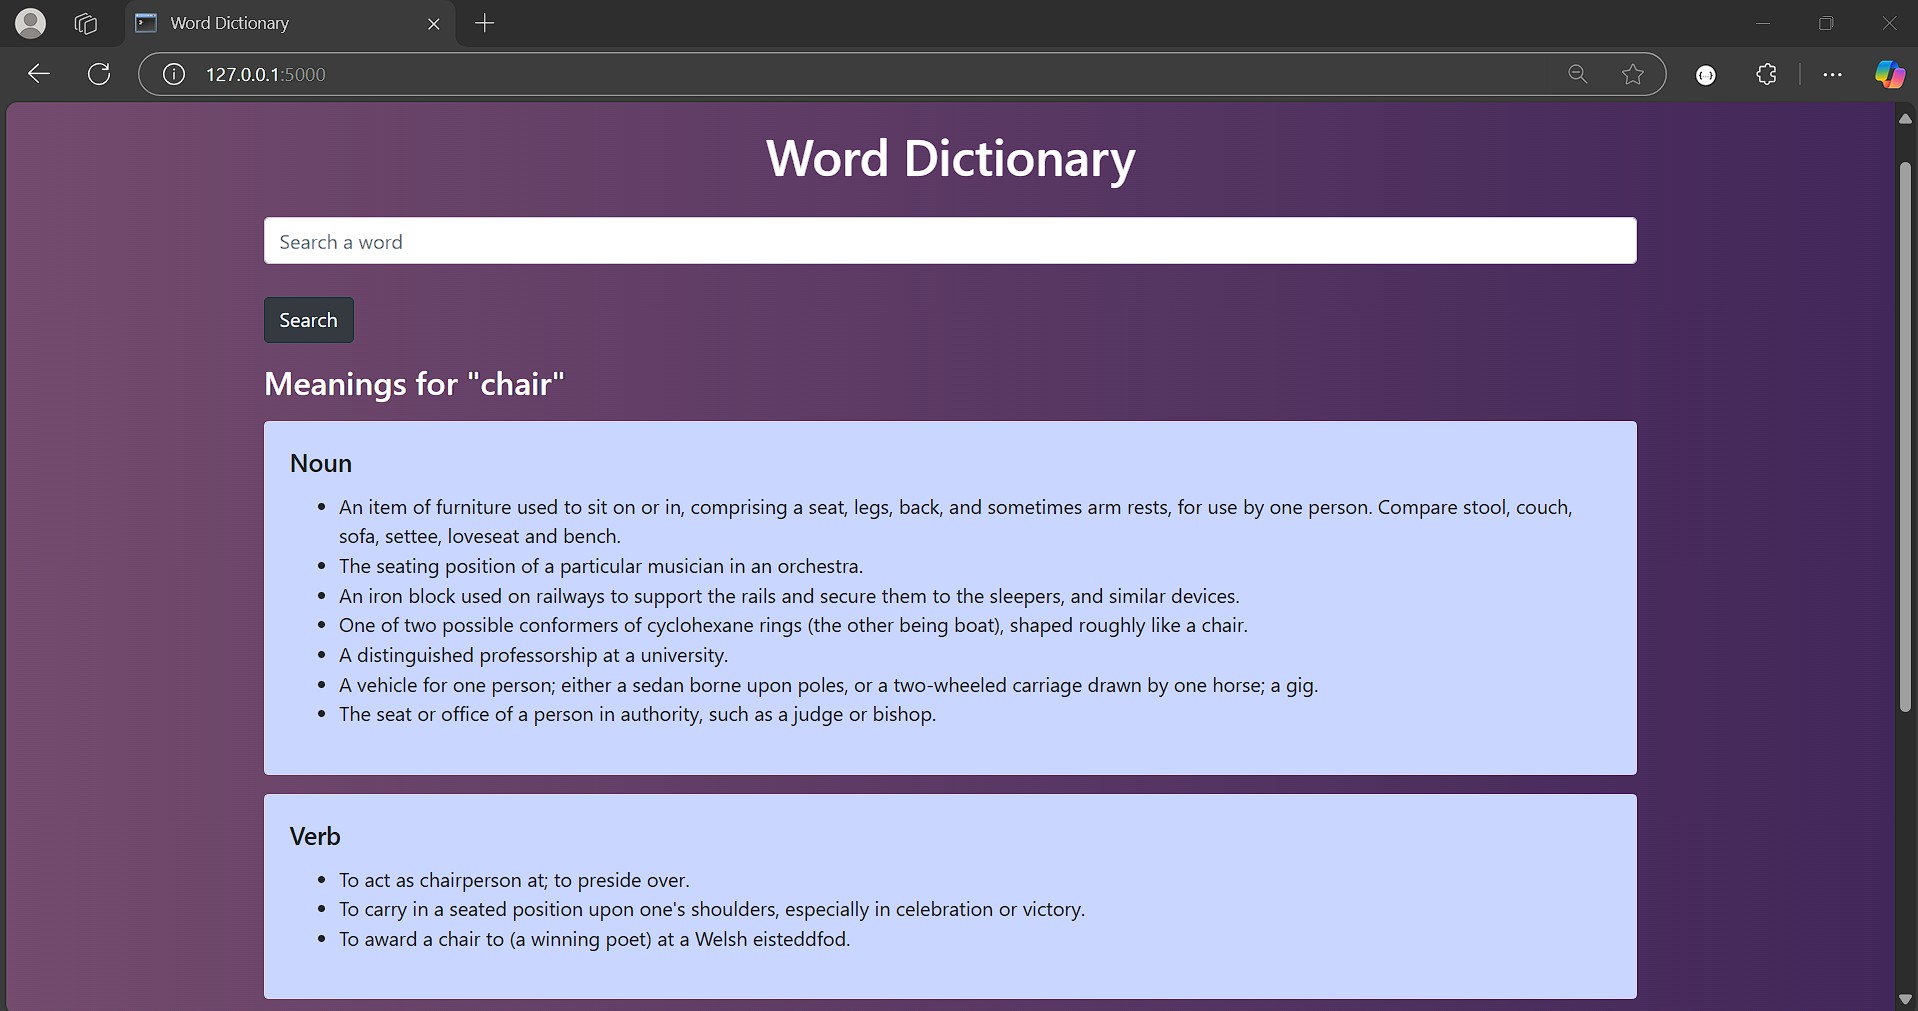 Word Dictionary
127.0.0.1:5000
Word Dictionary
Search a word
Search
Meanings for "chair"
Noun
• An item of furniture used to sit on or in, comprising a seat, legs, back, and sometimes arm rests, for use by one person. Compare stool, couch,
sofa, settee, loveseat and bench.
• The seating position of a particular musician in an orchestra.
• An iron block used on railways to support the rails and secure them to the sleepers, and similar devices.
• One of two possible conformers of cyclohexane rings (the other being boat), shaped roughly like a chair.
• A distinguished professorship at a university.
• A vehicle for one person; either a sedan borne upon poles, or a two-wheeled carriage drawn by one horse; a gig.
• The seat or office of a person in authority, such as a judge or bishop.
Verb
• To act as chairperson at; to preside over.
• To carry in a seated position upon one's shoulders, especially in celebration or victory.
• To award a chair to (a winning poet) at a Welsh eisteddfod.